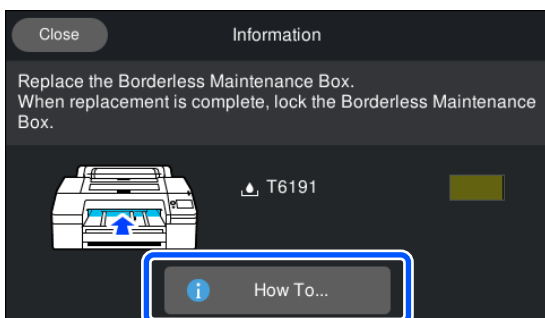 Close
Information
Replace the Borderless Maintenance Box.
When replacement is complete, lock the Borderless Maintenance
Box.
T6191
How To...